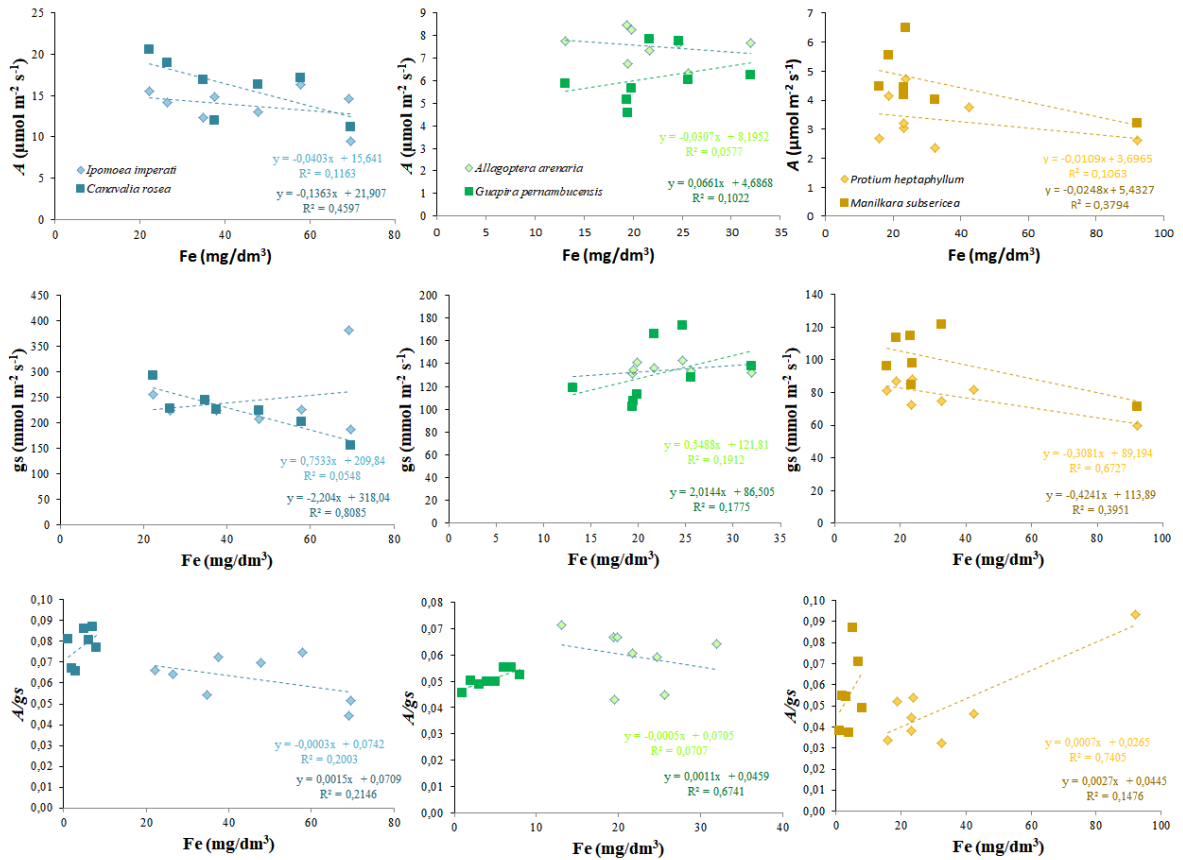 A (µmol m⁻² s⁻¹)
25
20
15
10
5
0
0 20 40 60 80
Fe (mg/dm³)
Ipomoea imperati
Canavalia rosea
y = -0,0403x + 15,641
R² = 0,1163
y = -0,1363x + 21,907
R² = 0,4597
A (µmol m⁻² s⁻¹)
9
8
7
6
5
4
3
2
1
0
0 5 10 15 20 25 30 35
Fe (mg/dm³)
Allagoptera arenaria
Guapira pernambucensis
y = -0,0307x + 8,1952
R² = 0,0577
y = 0,0661x + 4,6868
R² = 0,1022
A (µmol m⁻² s⁻¹)
7
6
5
4
3
2
1
0
0 20 40 60 80 100
Fe (mg/dm³)
Protium heptaphyllum
Manilkara subsericea
y = -0,0109x + 3,6965
R² = 0,1063
y = -0,0248x + 5,4327
R² = 0,3794
gs (mmol m⁻² s⁻¹)
450
400
350
300
250
200
150
100
50
0
0 20 40 60 80
Fe (mg/dm³)
y = 0,7533x + 209,84
R² = 0,0548
y = -2,204x + 318,04
R² = 0,8085
gs (mmol m⁻² s⁻¹)
200
180
160
140
120
100
80
60
40
20
0
0 10 20 30 40
Fe (mg/dm³)
y = 0,5488x + 121,81
R² = 0,1912
y = 2,0144x + 86,505
R² = 0,1775
gs (mmol m⁻² s⁻¹)
140
120
100
80
60
40
20
0
0 20 40 60 80 100
Fe (mg/dm³)
y = -0,3081x + 89,194
R² = 0,6727
y = -0,4241x + 113,89
R² = 0,3951
A/gs
0,10
0,09
0,08
0,07
0,06
0,05
0,04
0,03
0,02
0,01
0,00
0 20 40 60 80
Fe (mg/dm³)
y = -0,0003x + 0,0742
R² = 0,2003
y = 0,0015x + 0,0709
R² = 0,2146
A/gs
0,08
0,07
0,06
0,05
0,04
0,03
0,02
0,01
0,00
0 10 20 30 40
Fe (mg/dm³)
y = -0,0005x + 0,0705
R² = 0,0707
y = 0,0011x + 0,0459
R² = 0,6741
A/gs
0,10
0,09
0,08
0,07
0,06
0,05
0,04
0,03
0,02
0,01
0,00
0 20 40 60 80 100
Fe (mg/dm³)
y = 0,0007x + 0,0265
R² = 0,7405
y = 0,0027x + 0,0445
R² = 0,1476